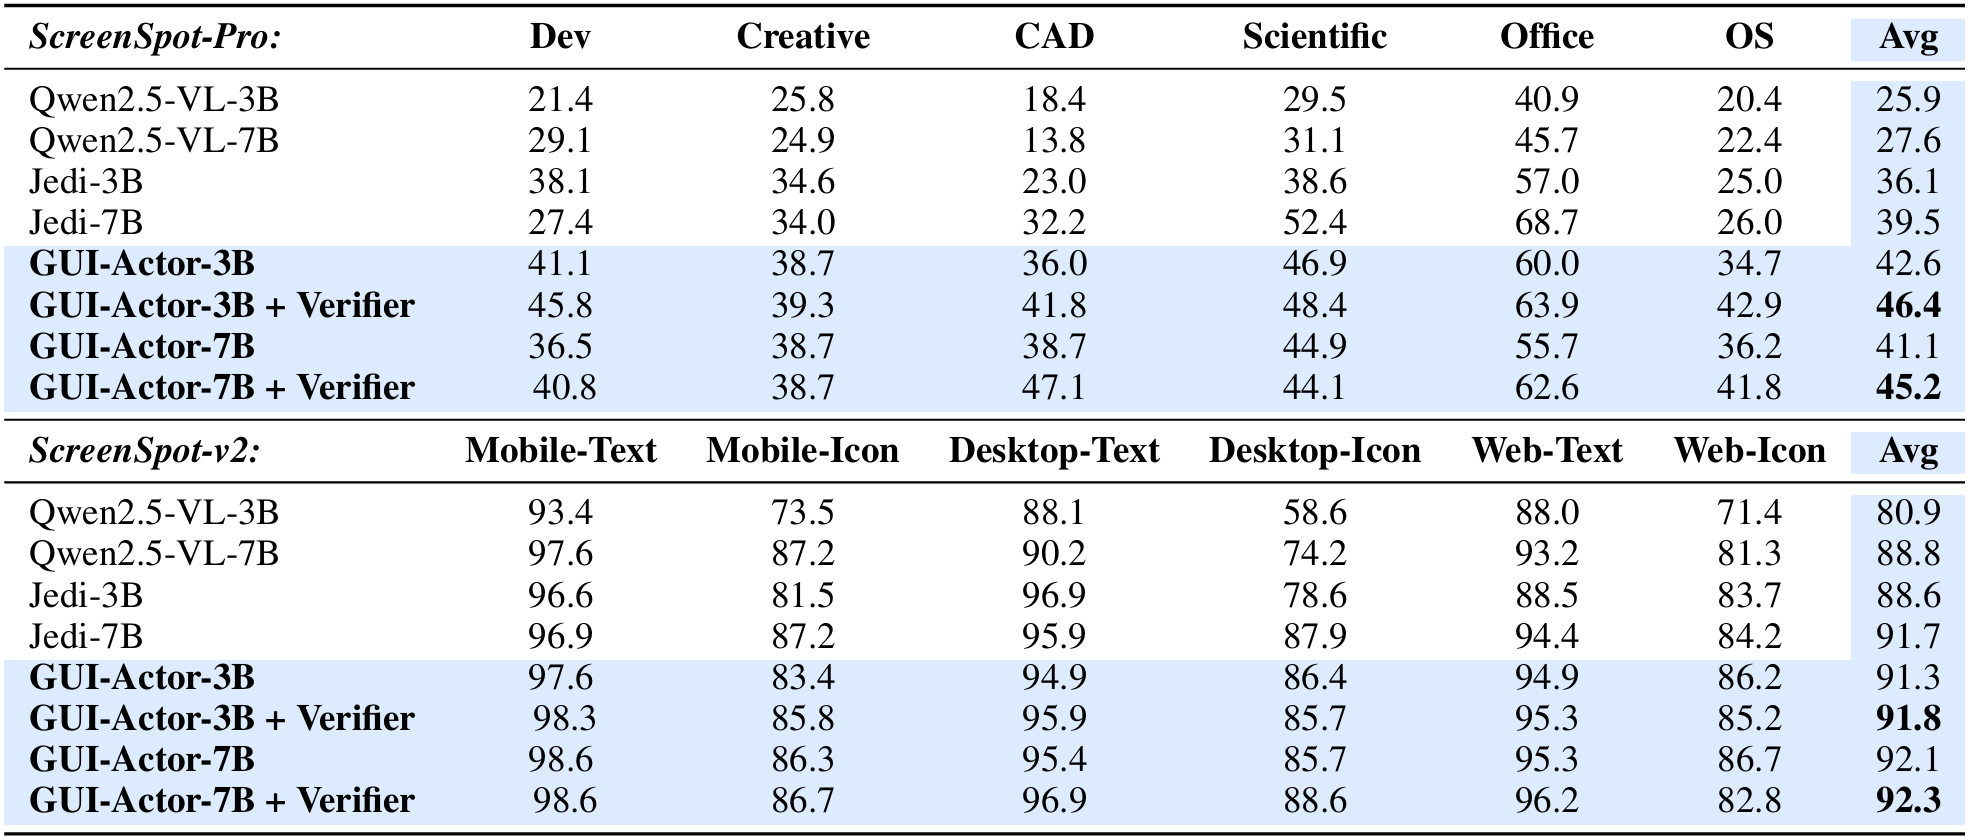 ScreenSpot-Pro: Dev Creative CAD Scientific Office OS Avg
Qwen2.5-VL-3B 21.4 25.8 18.4 29.5 40.9 20.4 25.9
Qwen2.5-VL-7B 29.1 24.9 13.8 31.1 45.7 22.4 27.6
Jedi-3B 38.1 34.6 23.0 38.6 57.0 25.0 36.1
Jedi-7B 27.4 34.0 32.2 52.4 68.7 26.0 39.5
GUI-Actor-3B 41.1 38.7 36.0 46.9 60.0 34.7 42.6
GUI-Actor-3B + Verifier 45.8 39.3 41.8 48.4 63.9 42.9 46.4
GUI-Actor-7B 36.5 38.7 38.7 44.9 55.7 36.2 41.1
GUI-Actor-7B + Verifier 40.8 38.7 47.1 44.1 62.6 41.8 45.2
ScreenSpot-v2: Mobile-Text Mobile-Icon Desktop-Text Desktop-Icon Web-Text Web-Icon Avg
Qwen2.5-VL-3B 93.4 73.5 88.1 58.6 88.0 71.4 80.9
Qwen2.5-VL-7B 97.6 87.2 90.2 74.2 93.2 81.3 88.8
Jedi-3B 96.6 81.5 96.9 78.6 88.5 83.7 88.6
Jedi-7B 96.9 87.2 95.9 87.9 94.4 84.2 91.7
GUI-Actor-3B 97.6 83.4 94.9 86.4 94.9 86.2 91.3
GUI-Actor-3B + Verifier 98.3 85.8 95.9 85.7 95.3 85.2 91.8
GUI-Actor-7B 98.6 86.3 95.4 85.7 95.3 86.7 92.1
GUI-Actor-7B + Verifier 98.6 86.7 96.9 88.6 96.2 82.8 92.3